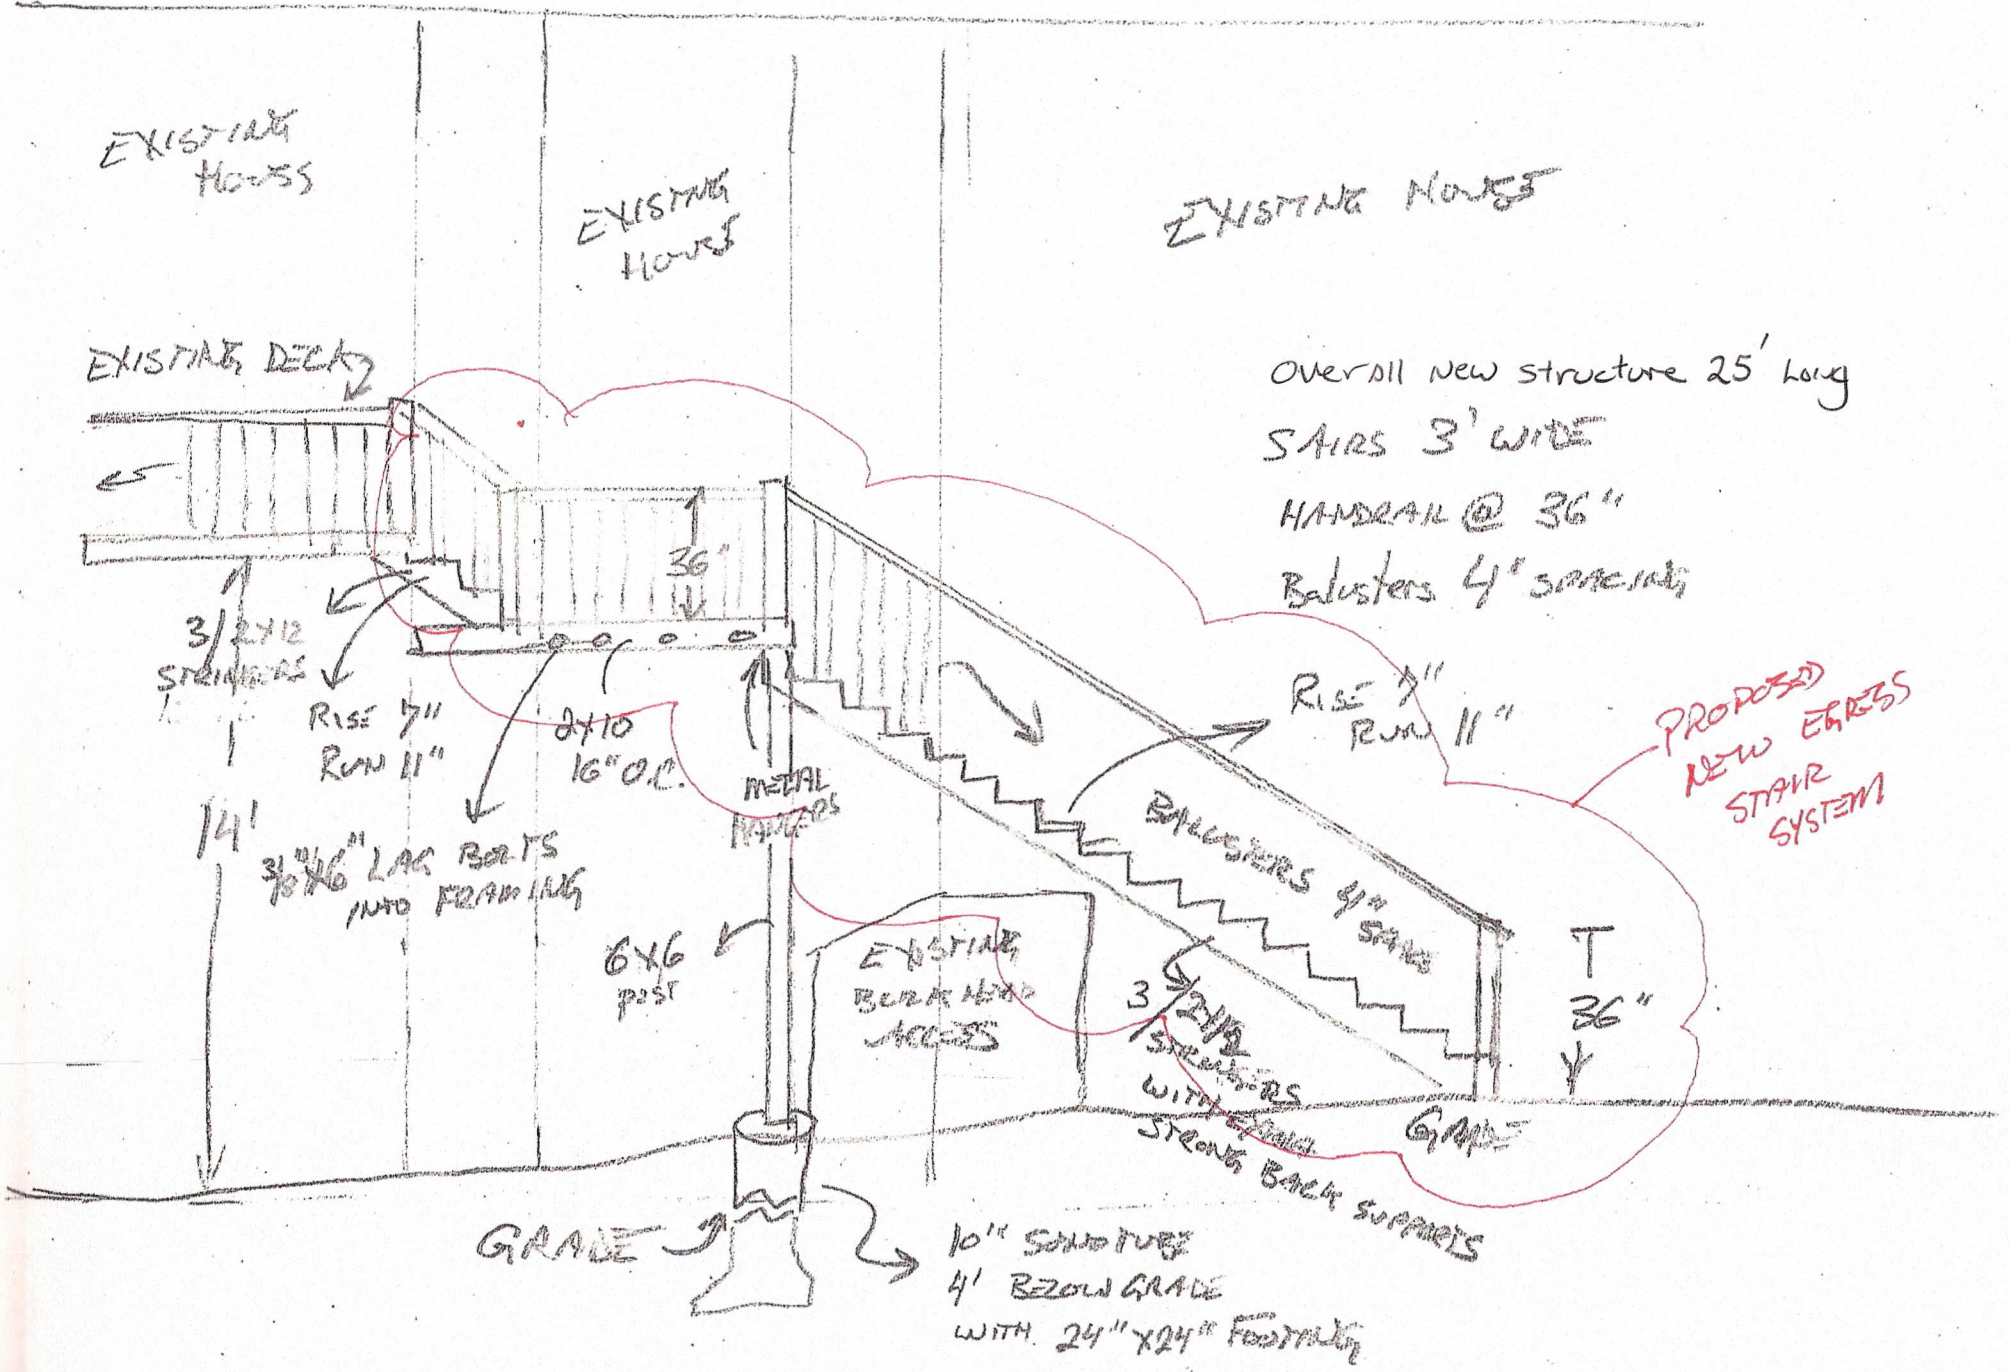 EXISTING
HOUSE
EXISTING
HOUSE
EXISTING HOUSE
EXISTING DECK
Overall New structure 25' Long
SAIRS 3' WIDE
HANDRAIL @ 36"
Balusters 4" SPACING
36"
3/2X12
STRINGERS
RISE 7"
RUN 11"
2X10
16" O.C.
METAL
HANGERS
RISE 7"
RUN 11"
PROPOSED
NEW EGRESS
STAIR
SYSTEM
14'
3/8"X6" LAG BOLTS
INTO FRAMING
BALUSTERS 4"
SPACE
6X6
POST
EXISTING
BULKHEAD
ACCESS
3/2X12
STRINGERS
WITH
STRONG BACK SUPPORTS
36"
GRADE
GRADE
10" SONOTUBE
4' BELOW GRADE
WITH 24"X24" FOOTING